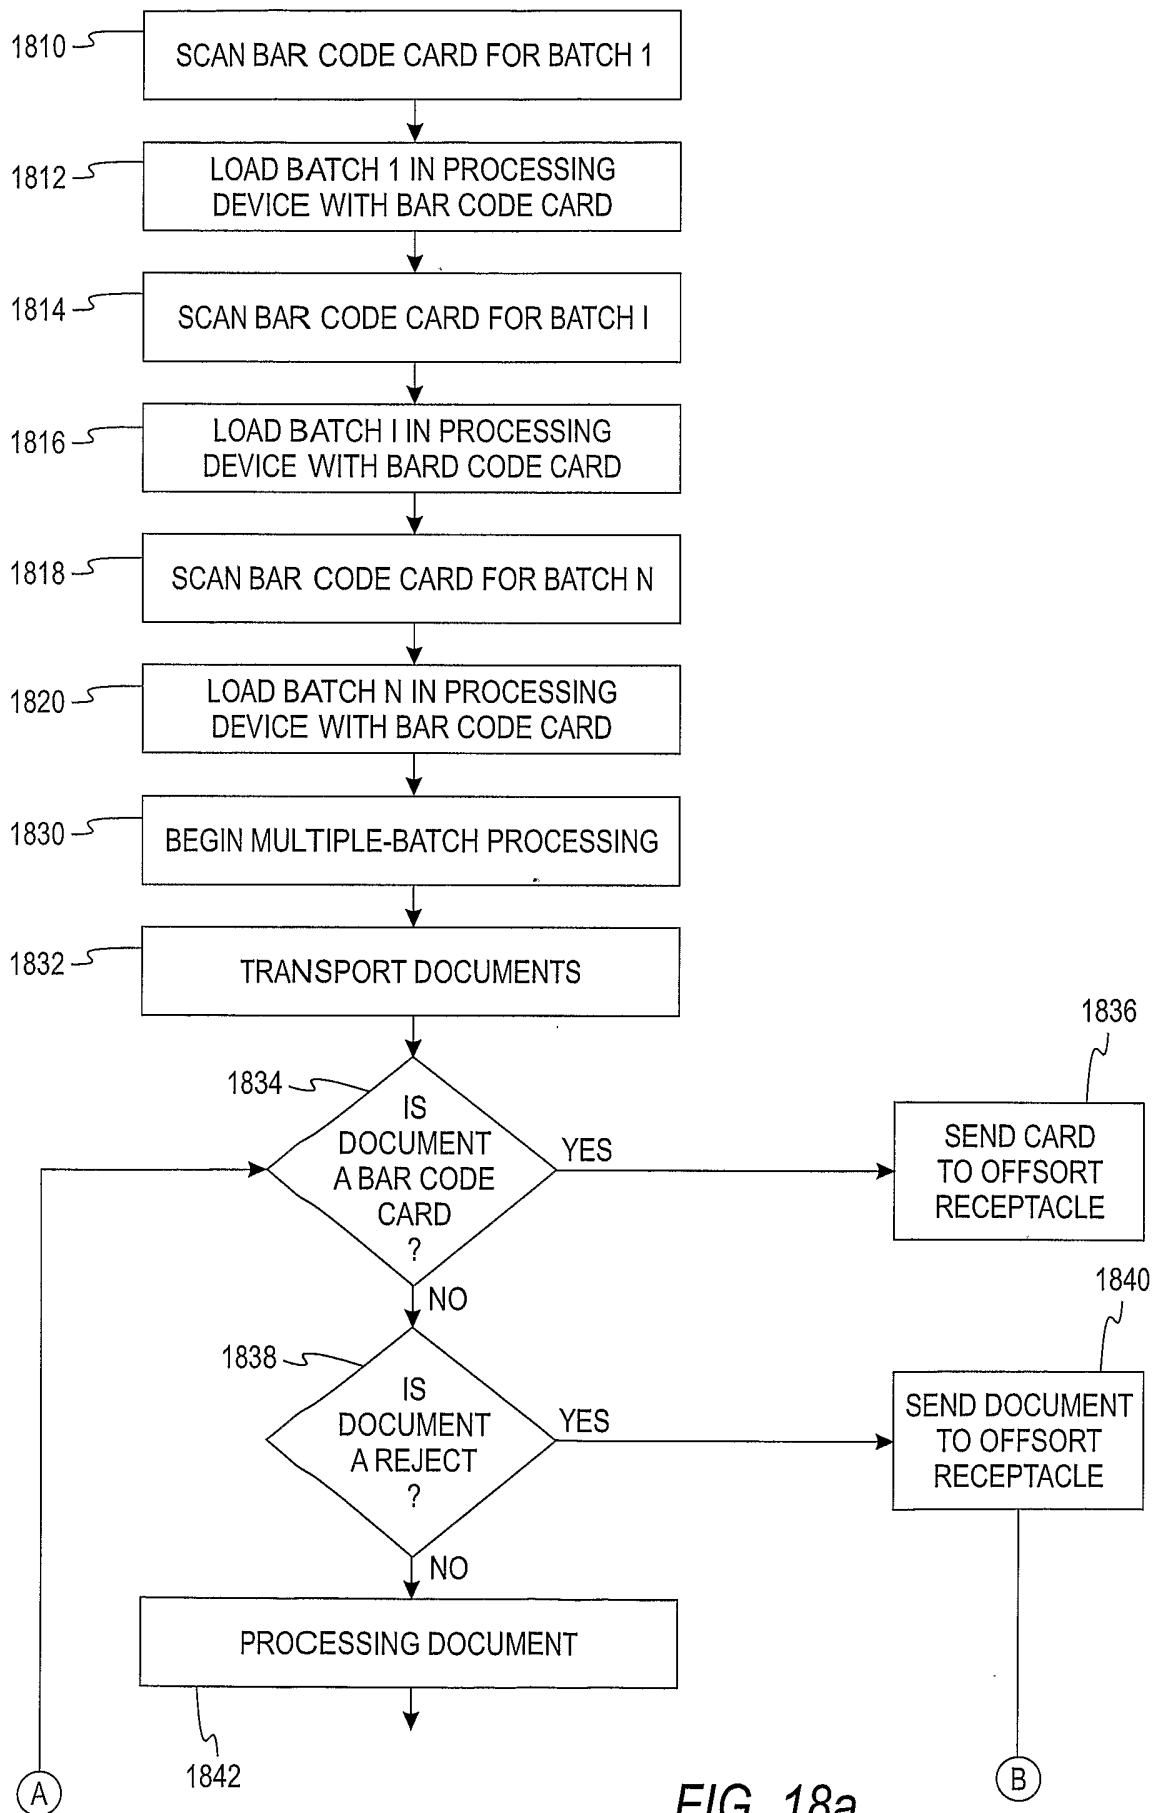 1810
SCAN BAR CODE CARD FOR BATCH 1
1812
LOAD BATCH 1 IN PROCESSING
DEVICE WITH BAR CODE CARD
1814
SCAN BAR CODE CARD FOR BATCH I
1816
LOAD BATCH I IN PROCESSING
DEVICE WITH BARD CODE CARD
1818
SCAN BAR CODE CARD FOR BATCH N
1820
LOAD BATCH N IN PROCESSING
DEVICE WITH BAR CODE CARD
1830
BEGIN MULTIPLE-BATCH PROCESSING
1832
TRANSPORT DOCUMENTS
1834
IS
DOCUMENT
A BAR CODE
CARD
?
YES
1836
SEND CARD
TO OFFSORT
RECEPTACLE
NO
1838
IS
DOCUMENT
A REJECT
?
YES
1840
SEND DOCUMENT
TO OFFSORT
RECEPTACLE
NO
PROCESSING DOCUMENT
1842
A
B
FIG. 18a